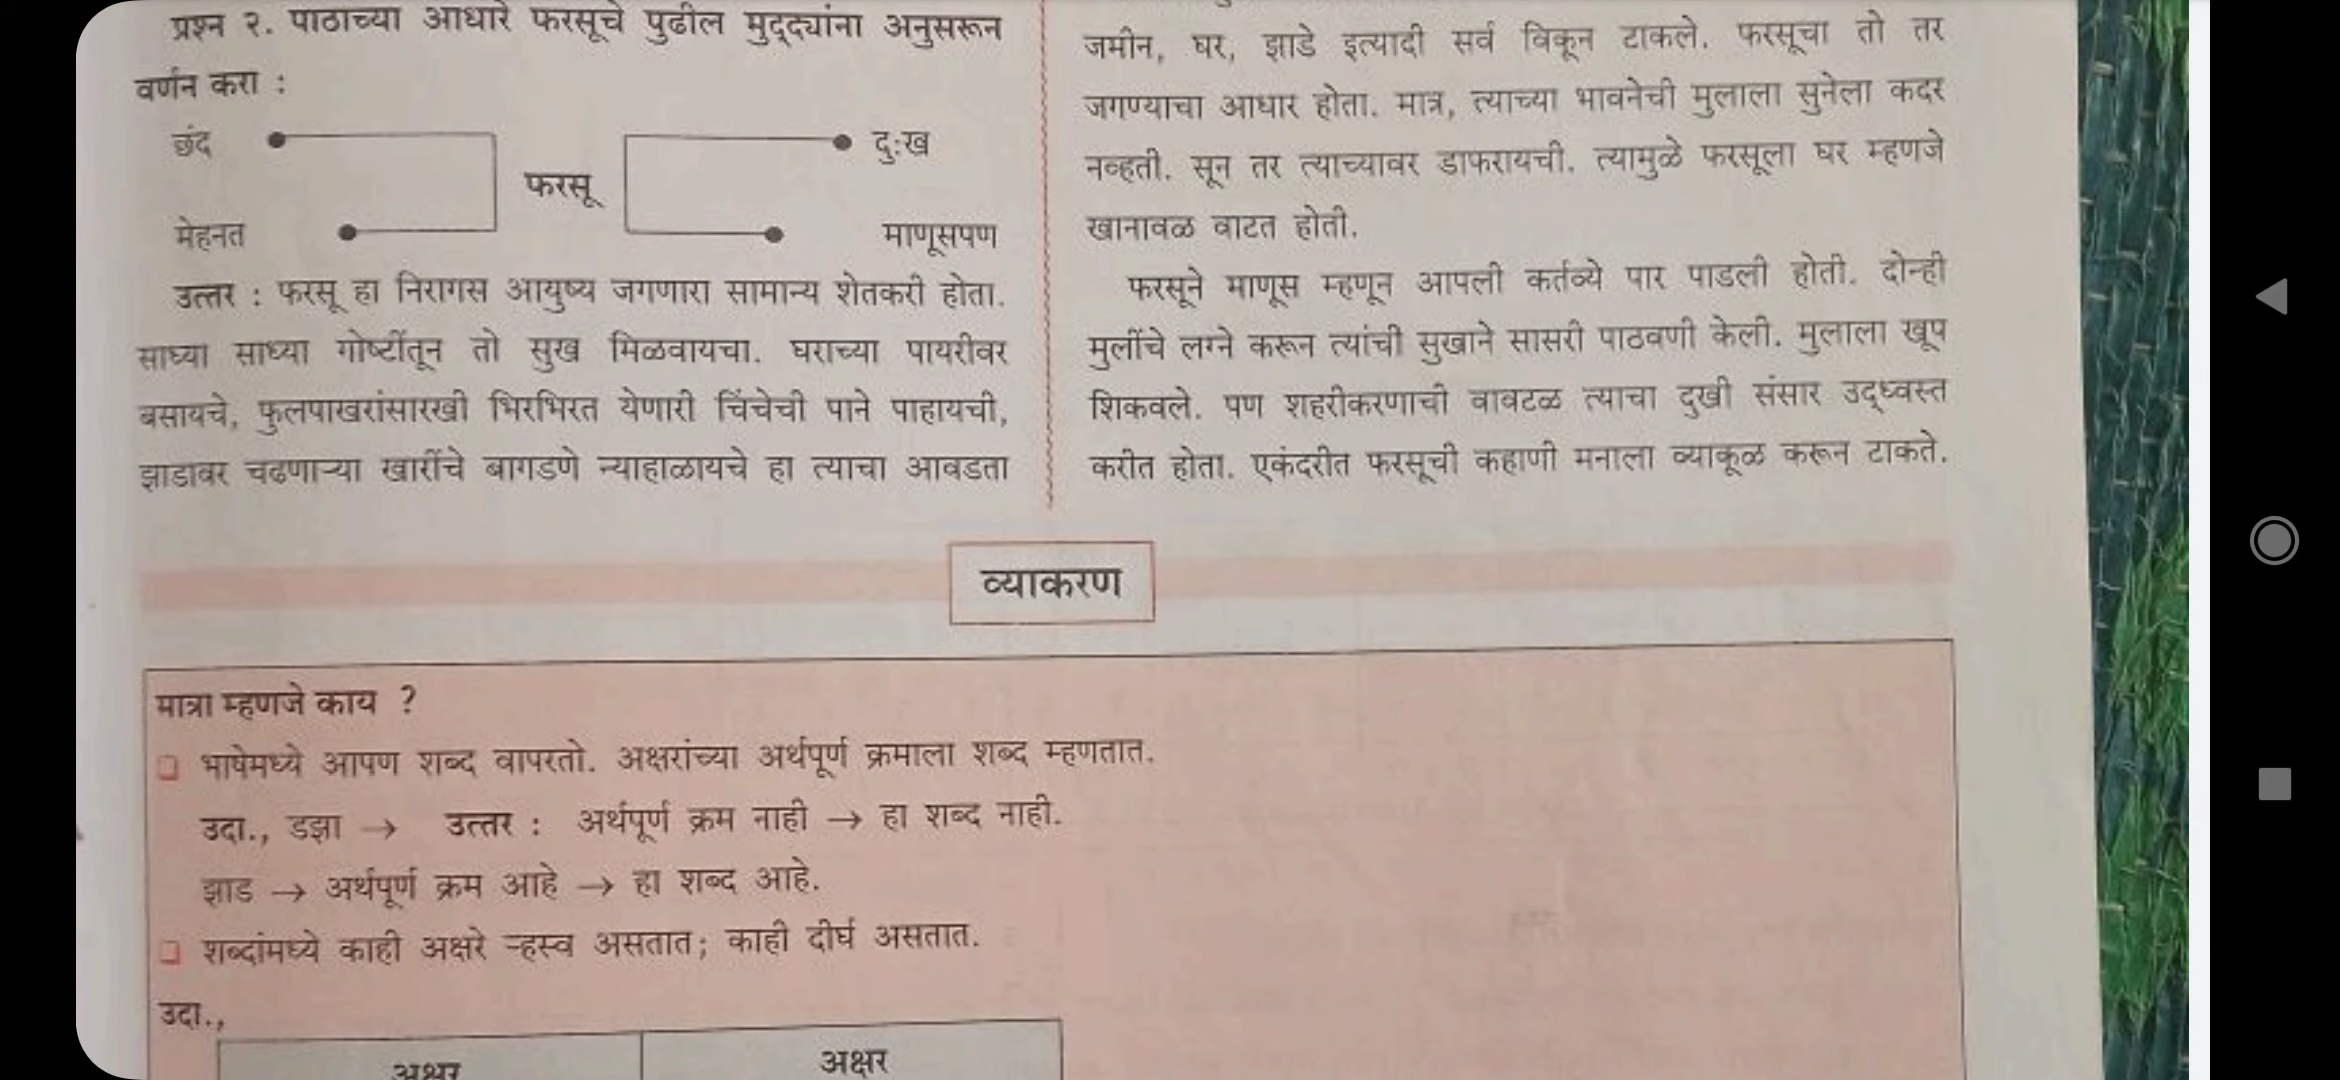 प्रश्न २. पाठाच्या आधारे फरसूचे पुढील मुद्द्यांना अनुसरून
वर्णन करा :
छंद
दुःख
फरसू
मेहनत
माणूसपण
उत्तर : फरसू हा निरागस आयुष्य जगणारा सामान्य शेतकरी होता.
साध्या साध्या गोष्टींतून तो सुख मिळवायचा. घराच्या पायरीवर
बसायचे, फुलपाखरांसारखी भिरभिरत येणारी चिंचेची पाने पाहायची,
झाडावर चढणाऱ्या खारींचे बागडणे न्याहाळायचे हा त्याचा आवडता
जमीन, घर, झाडे इत्यादी सर्व विकून टाकले. फरसूचा तो तर
जगण्याचा आधार होता. मात्र, त्याच्या भावनेची मुलाला सुनेला कदर
नव्हती. सून तर त्याच्यावर डाफरायची. त्यामुळे फरसूला घर म्हणजे
खानावळ वाटत होती.
फरसूने माणूस म्हणून आपली कर्तव्ये पार पाडली होती. दोन्ही
मुलींचे लग्ने करून त्यांची सुखाने सासरी पाठवणी केली. मुलाला खूप
शिकवले. पण शहरीकरणाची वावटळ त्याचा दुखी संसार उद्ध्वस्त
करीत होता. एकंदरीत फरसूची कहाणी मनाला व्याकूळ करून टाकते.
व्याकरण
मात्रा म्हणजे काय ?
भाषेमध्ये आपण शब्द वापरतो. अक्षरांच्या अर्थपूर्ण क्रमाला शब्द म्हणतात.
उदा., डझा → उत्तर : अर्थपूर्ण क्रम नाही → हा शब्द नाही.
झाड → अर्थपूर्ण क्रम आहे → हा शब्द आहे.
शब्दांमध्ये काही अक्षरे ऱ्हस्व असतात; काही दीर्घ असतात.
उदा.,
अक्षर अक्षर